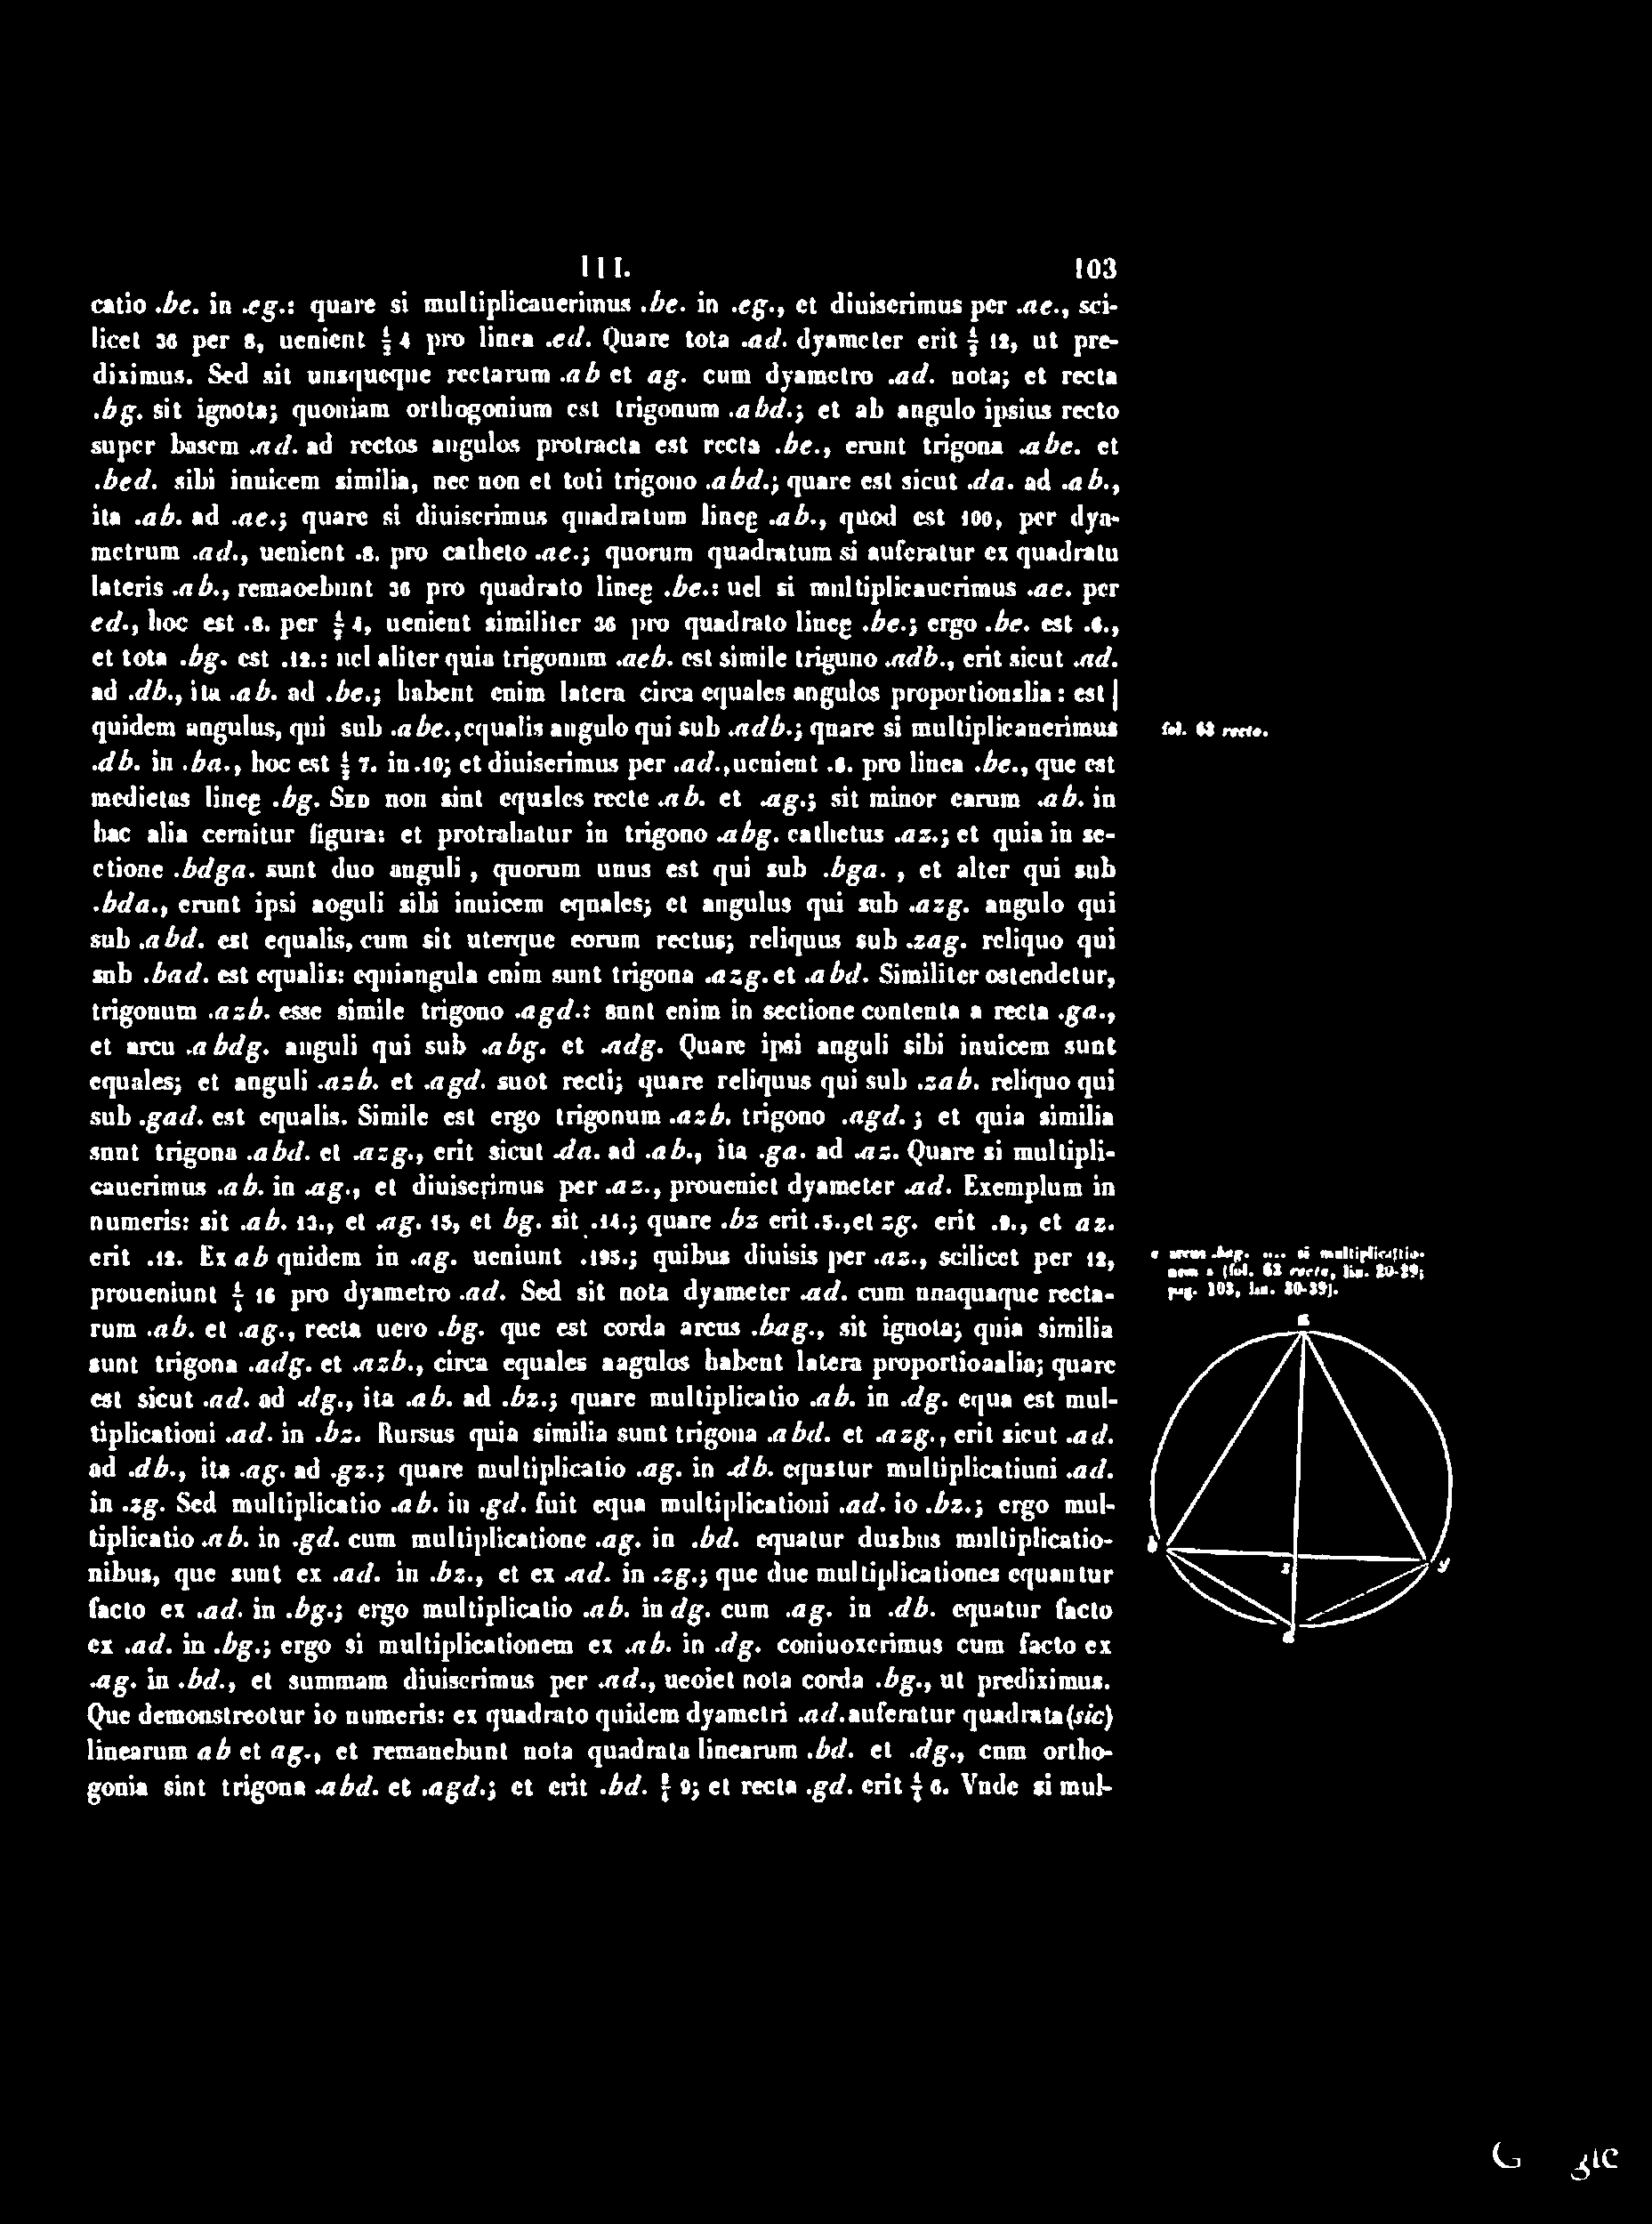 III. 103
catio .be. in .eg.: quare si multiplicauerimus .be. in .eg., et diuiserimus per .ae., sci-
licet 36 per 8, uenient ½ 4 pro linea .ed. Quare tota .ad. dyameter erit ½ 12, ut pre-
diximus. Sed sit unaqueque rectarum .ab et ag. cum dyametro .ad. nota; et recta
.bg. sit ignota; quoniam orthogonium est trigonum .abd.; et ab angulo ipsius recto
super basem .ad. ad rectos angulos protracta est recta .be., erunt trigona .abe. et
.bed. sibi inuicem similia, nec non et toti trigono .abd.; quare est sicut .da. ad .ab.,
ita .ab. ad .ae.; quare si diuiserimus quadratum lineę .ab., quod est 100, per dya-
metrum .ad., uenient .8. pro catheto .ae.; quorum quadratum si auferatur ex quadratu
lateris .ab., remanebunt 36 pro quadrato lineę .be.: uel si multiplicauerimus .ae. per
ed., hoc est .8. per ½ 4, uenient similiter 36 pro quadrato lineę .be.; ergo .be. est .6.,
et tota .bg. est .12.: uel aliter quia trigonum .aeb. est simile trigono .adb., erit sicut .ad.
ad .db., ita .ab. ad .be.; habent enim latera circa equales angulos proportionalia: est |
quidem angulus, qui sub .abe., equalis angulo qui sub .adb.; quare si multiplicauerimus
fol. 62 recto.
.db. in .ba., hoc est ½ 7. in .10; et diuiserimus per .ad., uenient .6. pro linea .be., que est
medietas lineę .bg. SED non sint equales recte .ab. et .ag.; sit minor earum .ab. in
hac alia cernitur figura: et protrahatur in trigono .abg. cathetus .az.; et quia in se-
ctione .bdga. sunt duo anguli , quorum unus est qui sub .bga. , et alter qui sub
.bda., erunt ipsi anguli sibi inuicem equales; et angulus qui sub .azg. angulo qui
sub .abd. est equalis, cum sit uterque eorum rectus; reliquus sub .zag. reliquo qui
sub .bad. est equalis: equiangula enim sunt trigona .azg. et .abd. Similiter ostendetur,
trigonum .azb. esse simile trigono .agd.: sunt enim in sectione contenta a recta .ga.,
et arcu .abdg. anguli qui sub .abg. et .adg. Quare ipsi anguli sibi inuicem sunt
equales; et anguli .azb. et .agd. sunt recti; quare reliquus qui sub .zab. reliquo qui
sub .gad. est equalis. Simile est ergo trigonum .azb. trigono .agd.; et quia similia
sunt trigona .abd. et .azg., erit sicut .da. ad .ab., ita .ga. ad .az. Quare si multipli-
cauerimus .ab. in .ag., et diuiserimus per .az., proueniet dyameter .ad. Exemplum in
numeris: sit .ab. 13., et .ag. 15, et bg. sit .14.; quare .bz erit .5., et zg. erit .9., et az.
erit .12. Ex ab quidem in .ag. ueniunt .195.; quibus diuisis per .az., scilicet per 12,
proueniunt ¼ 16 pro dyametro .ad. Sed sit nota dyameter .ad. cum unaquaque recta-
rum .ab. et .ag., recta uero .bg. que est corda arcus .bag., sit ignota; quia similia
sunt trigona .adg. et .azb., circa equales angulos habent latera proportionalia; quare
est sicut .ad. ad .dg., ita .ab. ad .bz.; quare multiplicatio .ab. in .dg. equa est mul-
tiplicationi .ad. in .bz. Rursus quia similia sunt trigona .abd. et .azg., erit sicut .ad.
ad .db., ita .ag. ad .gz.; quare multiplicatio .ag. in .db. equatur multiplicationi .ad.
in .zg. Sed multiplicatio .ab. in .gd. fuit equa multiplicationi .ad. in .bz.; ergo mul-
tiplicatio .ab. in .gd. cum multiplicatione .ag. in .bd. equatur duabus multiplicatio-
nibus, que sunt ex .ad. in .bz., et ex .ad. in .zg.; que due multiplicationes equantur
facto ex .ad. in .bg.; ergo multiplicatio .ab. in dg. cum .ag. in .db. equatur facto
ex .ad. in .bg.; ergo si multiplicationem ex .ab. in .dg. coniunxerimus cum facto ex
.ag. in .bd., et summam diuiserimus per .ad., ueniet nota corda .bg., ut prediximus.
Que demonstrentur in numeris: ex quadrato quidem dyametri .ad. auferatur quadrata (sic)
linearum ab et ag., et remanebunt nota quadrata linearum .bd. et .dg., cum ortho-
gonia sint trigona .abd. et .agd.; et erit .bd. 9; et recta .gd. erit 6. Vnde si mul-
« arcus .bag. .... si multiplicatio-
nem » (fol. 62 recto, lin. 20-29;
pag. 103, lin. 30-39).
a
b
z
g
d